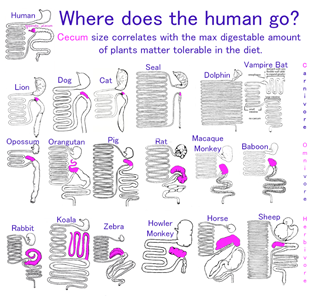 Human
Where does the human go?
Cecum size correlates with the max digestable amount
of plants matter tolerable in the diet.
Lion
Dog
Cat
Seal
Dolphin
Vampire Bat
Carnivore
Opossum
Orangutan
Pig
Rat
Macaque
Monkey
Baboon
Omnivore
Rabbit
Koala
Zebra
Howler
Monkey
Horse
Sheep
Herbivore